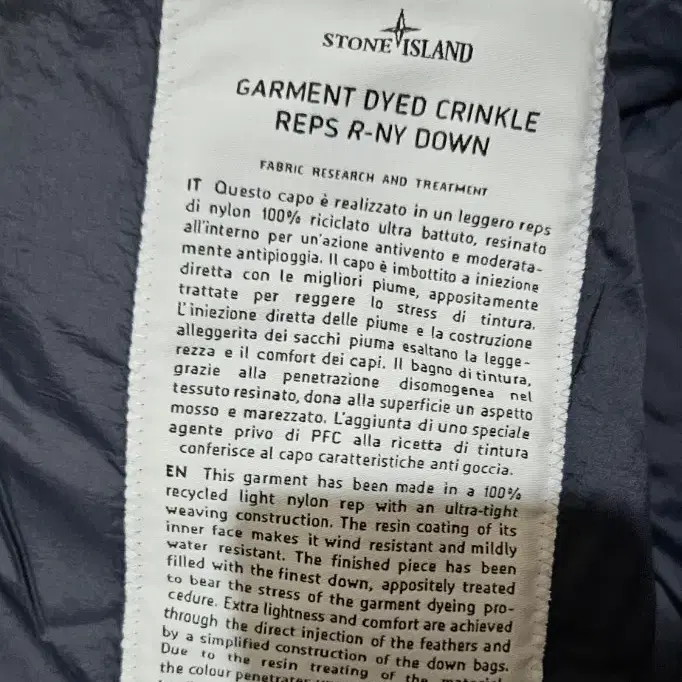 STONE ISLAND
GARMENT DYED CRINKLE
REPS R-NY DOWN
FABRIC RESEARCH AND TREATMENT
IT Questo capo è realizzato in un leggero reps
di nylon 100% riciclato ultra battuto, resinato
all'interno per un'azione antivento e moderata-
mente antipioggia. Il capo è imbottito a iniezione
diretta con le migliori piume, appositamente
trattate per reggere lo stress di tintura.
L'iniezione diretta delle piume e la costruzione
alleggerita dei sacchi piuma esaltano la legge-
rezza e il comfort dei capi. Il bagno di tintura,
grazie alla penetrazione disomogenea nel
tessuto resinato, dona alla superficie un aspetto
mosso e marezzato. L'aggiunta di uno speciale
agente privo di PFC alla ricetta di tintura
conferisce al capo caratteristiche anti goccia.
EN This garment has been made in a 100%
recycled light nylon rep with an ultra-tight
weaving construction. The resin coating of its
inner face makes it wind resistant and mildly
water resistant. The finished piece has been
filled with the finest down, appositely treated
to bear the stress of the garment dyeing pro-
cedure. Extra lightness and comfort are achieved
through the direct injection of the feathers and
by a simplified construction of the down bags.
Due to the resin treating of the material,
the colour penetrates